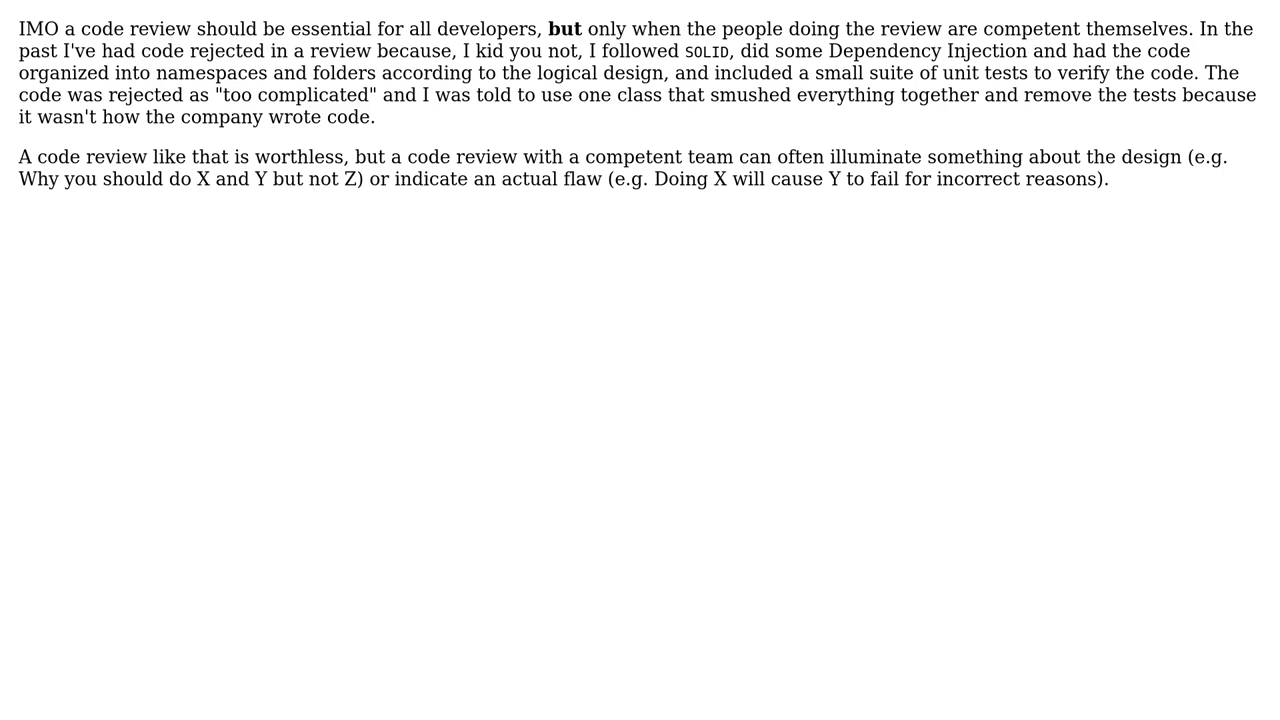 IMO a code review should be essential for all developers, but only when the people doing the review are competent themselves. In the
past I've had code rejected in a review because, I kid you not, I followed SOLID, did some Dependency Injection and had the code
organized into namespaces and folders according to the logical design, and included a small suite of unit tests to verify the code. The
code was rejected as "too complicated" and I was told to use one class that smushed everything together and remove the tests because
it wasn't how the company wrote code.
A code review like that is worthless, but a code review with a competent team can often illuminate something about the design (e.g.
Why you should do X and Y but not Z) or indicate an actual flaw (e.g. Doing X will cause Y to fail for incorrect reasons).